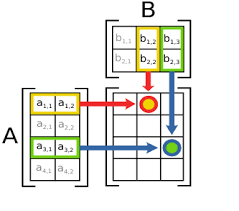 B
b1,1 b1,2 b1,3
b2,1 b2,2 b2,3
A
a1,1 a1,2
a2,1 a2,2
a3,1 a3,2
a4,1 a4,2